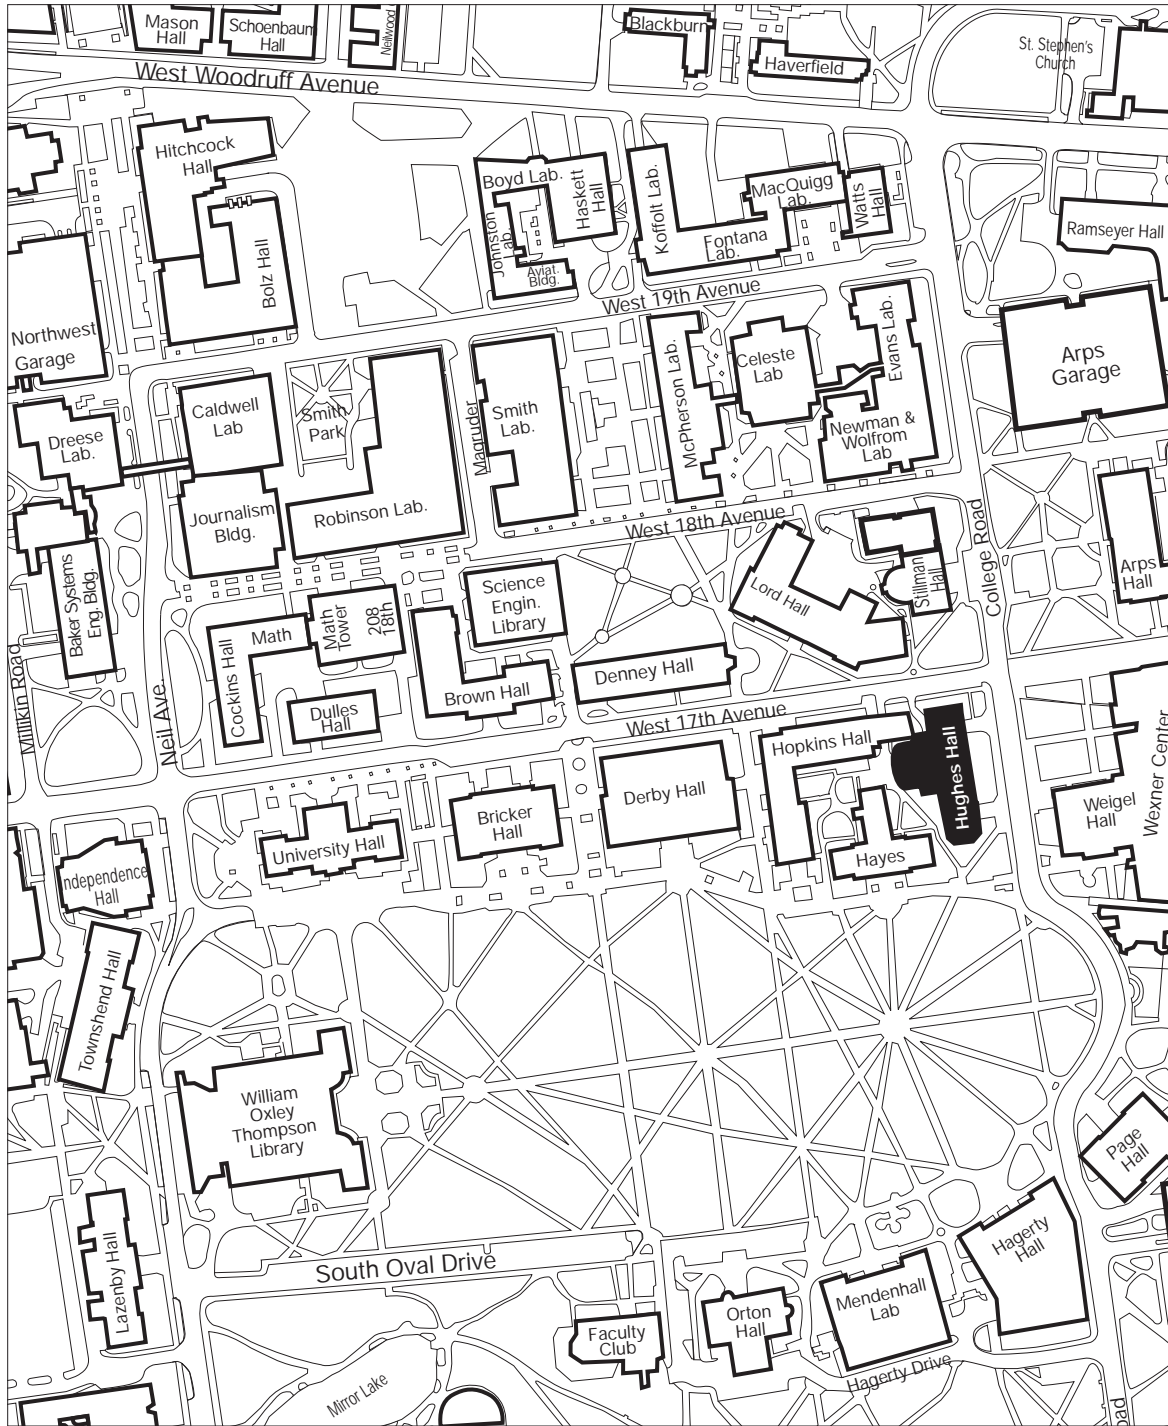 Mason
Hall
Schoenbaum
Hall
Neilwood
Blackburn
Haverfield
St. Stephen's
Church
West Woodruff Avenue
Hitchcock
Hall
Boyd Lab.
Haskett
Hall
Koffolt Lab.
MacQuigg
Lab.
Watts
Hall
Ramseyer Hall
Johnston
Lab.
Fontana
Lab.
Aviat.
Bldg.
Bolz Hall
West 19th Avenue
Northwest
Garage
Arps
Garage
Celeste
Lab
Evans Lab.
McPherson Lab.
Caldwell
Lab
Smith
Park
Magruder
Smith
Lab.
Newman &
Wolfrom
Lab
Dreese
Lab.
Journalism
Bldg.
Robinson Lab.
West 18th Avenue
College Road
Arps
Hall
Baker Systems
Eng. Bldg.
Science
Engin.
Library
Lord Hall
Stillman
Hall
Cockins Hall
Math
Math
Tower
208
18th
Millikin Road
Neil Ave.
Dulles
Hall
Brown Hall
Denney Hall
West 17th Avenue
Hopkins Hall
Hughes Hall
Wexner Center
Weigel
Hall
Derby Hall
Bricker
Hall
University Hall
Hayes
Independence
Hall
Townshend Hall
William
Oxley
Thompson
Library
Page
Hall
Lazenby Hall
South Oval Drive
Hagerty
Hall
Mendenhall
Lab
Orton
Hall
Faculty
Club
Hagerty Drive
Mirror Lake
oad